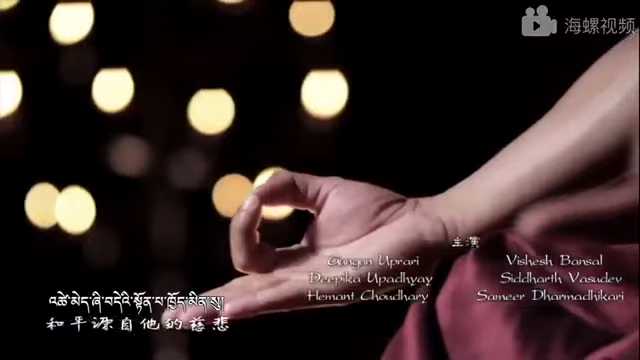 海螺视频
主演
Gungun Uprari Vishesh Bansal
Deepika Upadhyay Siddharth Vasudev
Hemant Choudhary Sameer Dharmadhikari
འཚེ་མེད་ཞི་བདེའི་སྟོན་པ་ཁྱོད་མིན་སུ།
和平源自他的慈悲